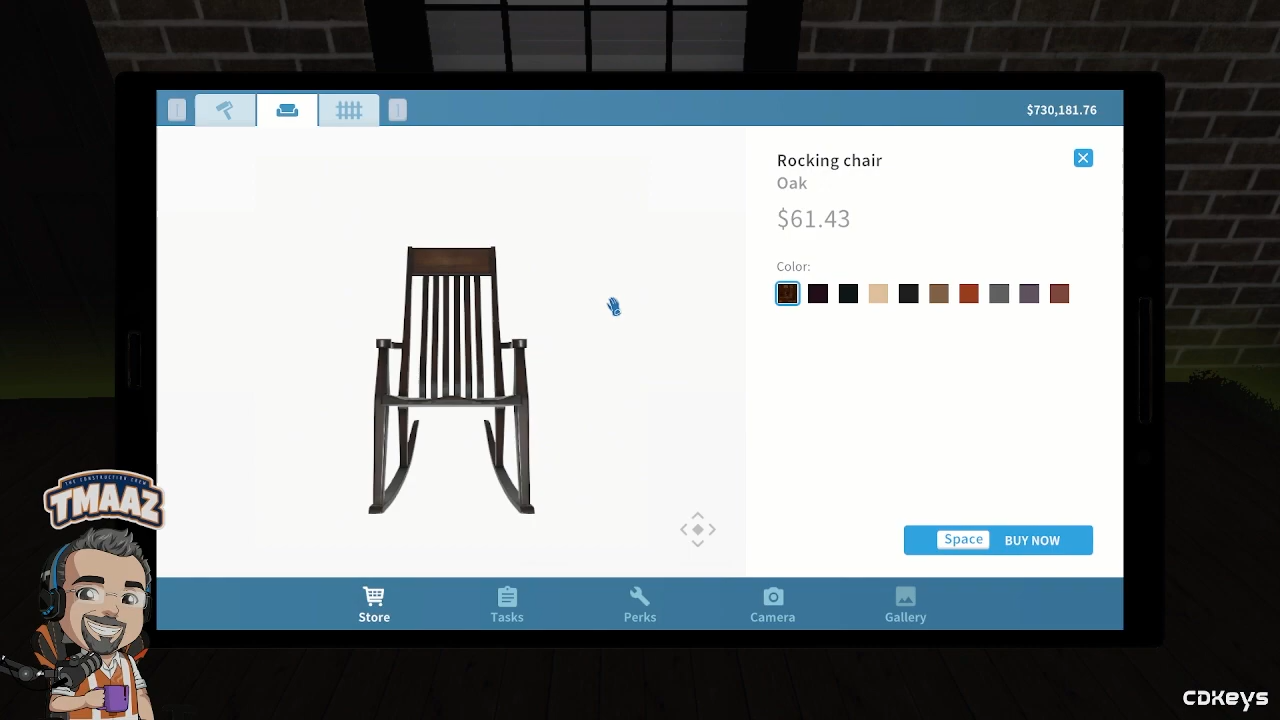 $730,181.76
Rocking chair
Oak
$61.43
Color:
Space BUY NOW
Store Tasks Perks Camera Gallery
THE CONSTRUCTION CREW
TMAAZ
CDKeys